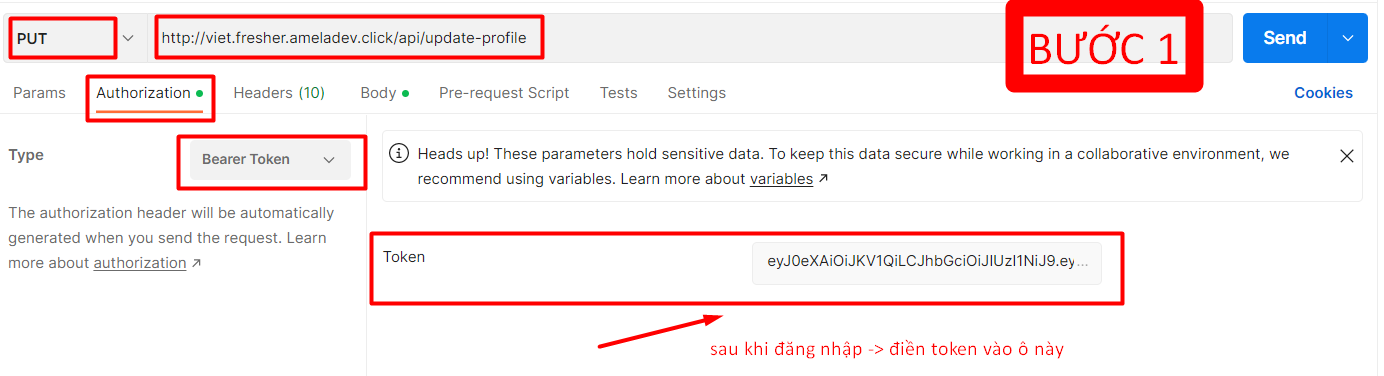 PUT
http://viet.fresher.ameladev.click/api/update-profile
BƯỚC 1
Send
Params
Authorization
Headers (10)
Body
Pre-request Script
Tests
Settings
Cookies
Type
Bearer Token
The authorization header will be automatically
generated when you send the request. Learn
more about authorization ↗
Heads up! These parameters hold sensitive data. To keep this data secure while working in a collaborative environment, we
recommend using variables. Learn more about variables ↗
Token
eyJ0eXAiOiJKV1QiLCJhbGciOiJIUzI1NiJ9.ey...
sau khi đăng nhập -> điền token vào ô này